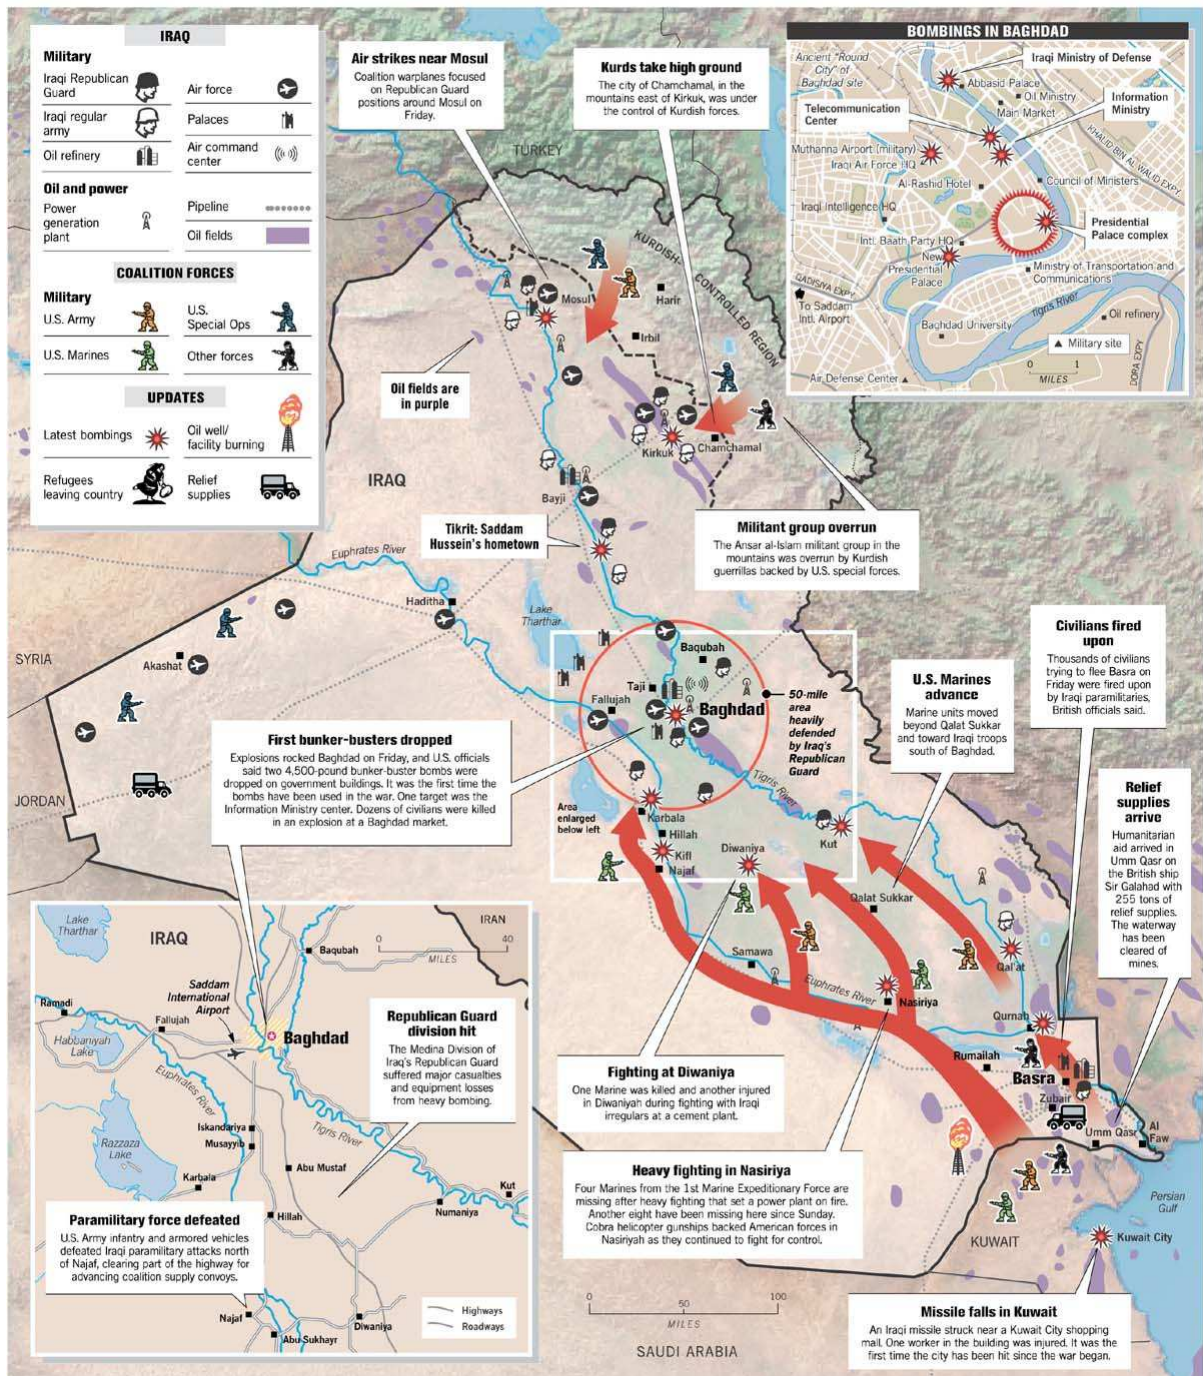 IRAQ
Military
Iraqi Republican
Guard
Air force
Iraqi regular
army
Palaces
Oil refinery
Air command
center
Oil and power
Power
generation
plant
Pipeline
Oil fields
COALITION FORCES
Military
U.S. Army
U.S.
Special Ops
U.S. Marines
Other forces
UPDATES
Latest bombings
Oil well/
facility burning
Refugees
leaving country
Relief
supplies
Air strikes near Mosul
Coalition warplanes focused
on Republican Guard
positions around Mosul on
Friday.
Kurds take high ground
The city of Chamchamal, in the
mountains east of Kirkuk, was under
the control of Kurdish forces.
BOMBINGS IN BAGHDAD
Ancient "Round
City" of
Baghdad site
Iraqi Ministry of Defense
Abbasid Palace
Oil Ministry
Main Market
Information
Ministry
Telecommunication
Center
KHALID BIN AL WALID EXPY.
Muthanna Airport (military)
Iraqi Air Force HQ
Al-Rashid Hotel
Council of Ministers
Iraqi Intelligence HQ
Presidential
Palace complex
Intl. Baath Party HQ
New
Presidential
Palace
Ministry of Transportation and
Communications
QADISIYA EXPY
To Saddam
Intl. Airport
Tigris River
Oil refinery
Baghdad University
Military site
0 1
MILES
DORA EXPY
Air Defense Center
TURKEY
KURDISH-
CONTROLLED REGION
Mosul
Harir
Irbil
Oil fields are
in purple
Kirkuk
Chamchamal
IRAQ
Bayji
Tikrit: Saddam
Hussein's hometown
Militant group overrun
The Ansar al-Islam militant group in the
mountains was overrun by Kurdish
guerrillas backed by U.S. special forces.
Euphrates River
Haditha
Lake
Tharthar
SYRIA
Akashat
Baqubah
Taji
Fallujah
Baghdad
50-mile
area
heavily
defended
by Iraq's
Republican
Guard
U.S. Marines
advance
Marine units moved
beyond Qalat Sukkar
and toward Iraqi troops
south of Baghdad.
Civilians fired
upon
Thousands of civilians
trying to flee Basra on
Friday were fired upon
by Iraqi paramilitaries,
British officials said.
Relief
supplies
arrive
Humanitarian
aid arrived in
Umm Qasr on
the British ship
Sir Galahad with
255 tons of
relief supplies.
The waterway
has been
cleared of
mines.
First bunker-busters dropped
Explosions rocked Baghdad on Friday, and U.S. officials
said two 4,500-pound bunker-buster bombs were
dropped on government buildings. It was the first time the
bombs have been used in the war. One target was the
Information Ministry center. Dozens of civilians were killed
in an explosion at a Baghdad market.
JORDAN
Tigris River
Area
enlarged
below left
Karbala
Hillah
Kifl
Najaf
Diwaniya
Kut
Qalat Sukkar
Samawa
Euphrates River
Nasiriya
Qal'at
Qurnah
Rumailah
Basra
Zubair
Umm Qasr
Al
Faw
Persian
Gulf
KUWAIT
Kuwait City
Fighting at Diwaniya
One Marine was killed and another injured
in Diwaniyah during fighting with Iraqi
irregulars at a cement plant.
Heavy fighting in Nasiriya
Four Marines from the 1st Marine Expeditionary Force are
missing after heavy fighting that set a power plant on fire.
Another eight have been missing here since Sunday.
Cobra helicopter gunships backed American forces in
Nasiriyah as they continued to fight for control.
Missile falls in Kuwait
An Iraqi missile struck near a Kuwait City shopping
mall. One worker in the building was injured. It was the
first time the city has been hit since the war began.
0 50 100
MILES
SAUDI ARABIA
Lake
Tharthar
IRAQ
IRAN
Baqubah
0 40
MILES
Saddam
International
Airport
Ramadi
Fallujah
Habbaniyah
Lake
Baghdad
Republican Guard
division hit
The Medina Division of
Iraq's Republican Guard
suffered major casualties
and equipment losses
from heavy bombing.
Euphrates River
Tigris River
Iskandariya
Musayyib
Razzaza
Lake
Abu Mustaf
Karbala
Kut
Numaniya
Hillah
Paramilitary force defeated
U.S. Army infantry and armored vehicles
defeated Iraqi paramilitary attacks north
of Najaf, clearing part of the highway for
advancing coalition supply convoys.
Najaf
Abu Sukhayr
Diwaniya
Highways
Roadways